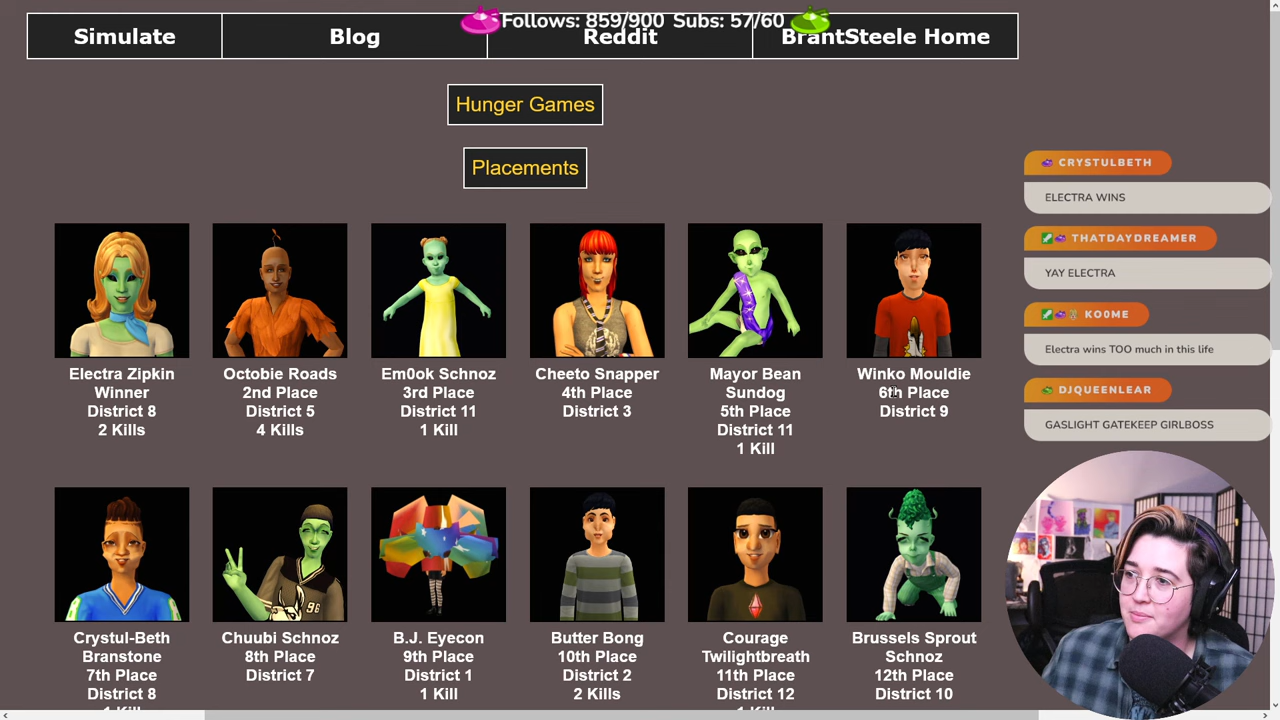 Follows: 859/900 Subs: 57/60
Simulate
Blog
Reddit
BrantSteele Home
Hunger Games
Placements
Electra Zipkin
Winner
District 8
2 Kills
Octobie Roads
2nd Place
District 5
4 Kills
Em0ok Schnoz
3rd Place
District 11
1 Kill
Cheeto Snapper
4th Place
District 3
Mayor Bean
Sundog
5th Place
District 11
1 Kill
Winko Mouldie
6th Place
District 9
Crystul-Beth
Branstone
7th Place
District 8
1 Kill
Chuubi Schnoz
8th Place
District 7
B.J. Eyecon
9th Place
District 1
1 Kill
Butter Bong
10th Place
District 2
2 Kills
Courage
Twilightbreath
11th Place
District 12
1 Kill
Brussels Sprout
Schnoz
12th Place
District 10
CRYSTULBETH
ELECTRA WINS
THATDAYDREAMER
YAY ELECTRA
KO0ME
Electra wins TOO much in this life
DJQUEENLEAR
GASLIGHT GATEKEEP GIRLBOSS